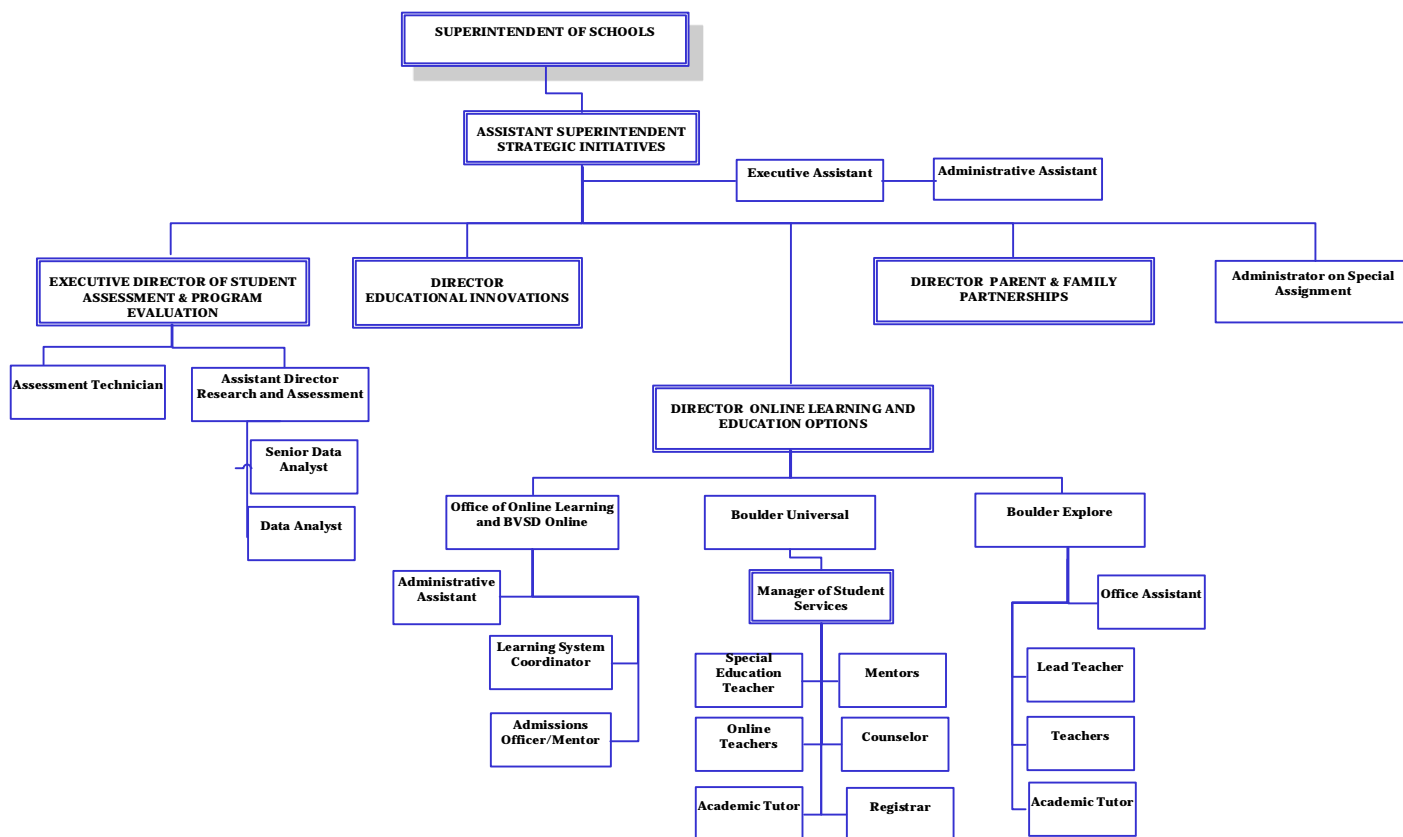 SUPERINTENDENT OF SCHOOLS
ASSISTANT SUPERINTENDENT
STRATEGIC INITIATIVES
Executive Assistant
Administrative Assistant
EXECUTIVE DIRECTOR OF STUDENT
ASSESSMENT & PROGRAM
EVALUATION
DIRECTOR
EDUCATIONAL INNOVATIONS
DIRECTOR PARENT & FAMILY
PARTNERSHIPS
Administrator on Special
Assignment
Assessment Technician
Assistant Director
Research and Assessment
Senior Data
Analyst
Data Analyst
DIRECTOR ONLINE LEARNING AND
EDUCATION OPTIONS
Office of Online Learning
and BVSD Online
Boulder Universal
Boulder Explore
Administrative
Assistant
Learning System
Coordinator
Admissions
Officer/Mentor
Manager of Student
Services
Special
Education
Teacher
Mentors
Online
Teachers
Counselor
Academic Tutor
Registrar
Office Assistant
Lead Teacher
Teachers
Academic Tutor